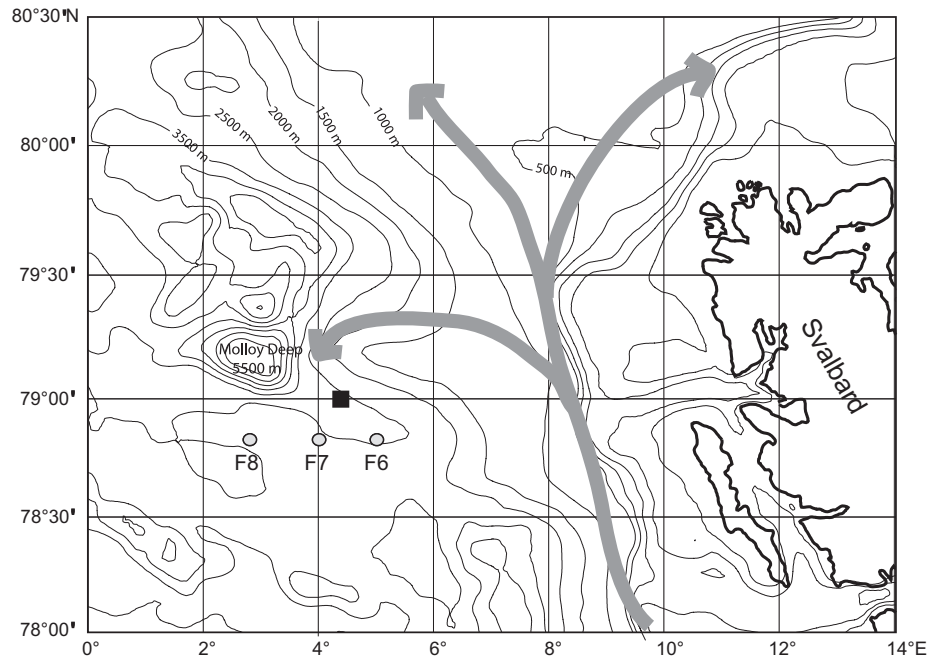 80°30'N
3500 m
2500 m
2000 m
1500 m
1000 m
80°00'
500 m
79°30'
Molloy Deep
5500 m
Svalbard
79°00'
F8 F7 F6
78°30'
78°00'
0° 2° 4° 6° 8° 10° 12° 14°E